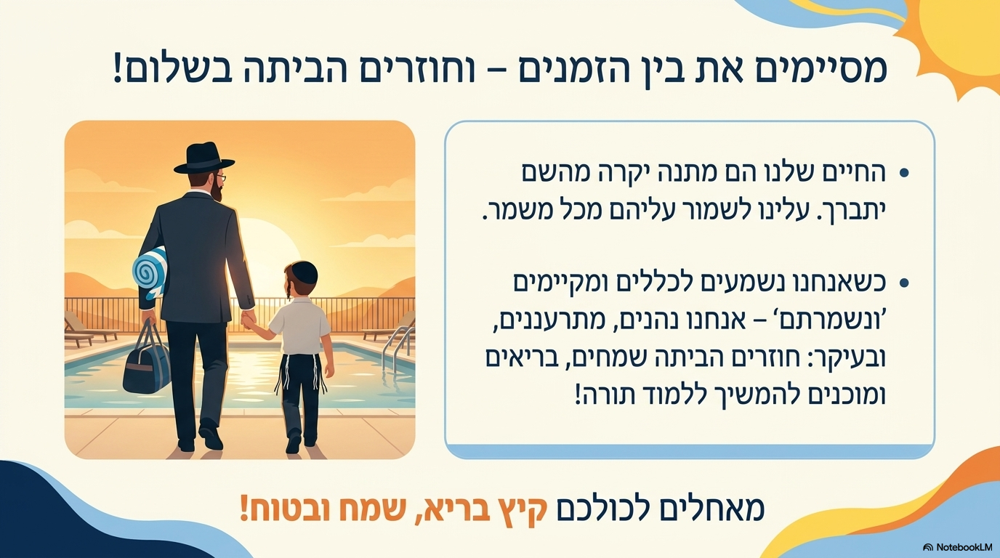 מסיימים את בין הזמנים – וחוזרים הביתה בשלום!
• החיים שלנו הם מתנה יקרה מהשם
יתברך. עלינו לשמור עליהם מכל משמר.
• כשאנחנו נשמעים לכללים ומקיימים
'ונשמרתם' – אנחנו נהנים, מתרעננים,
ובעיקר: חוזרים הביתה שמחים, בריאים
ומוכנים להמשיך ללמוד תורה!
מאחלים לכולכם קיץ בריא, שמח ובטוח!
NotebookLM